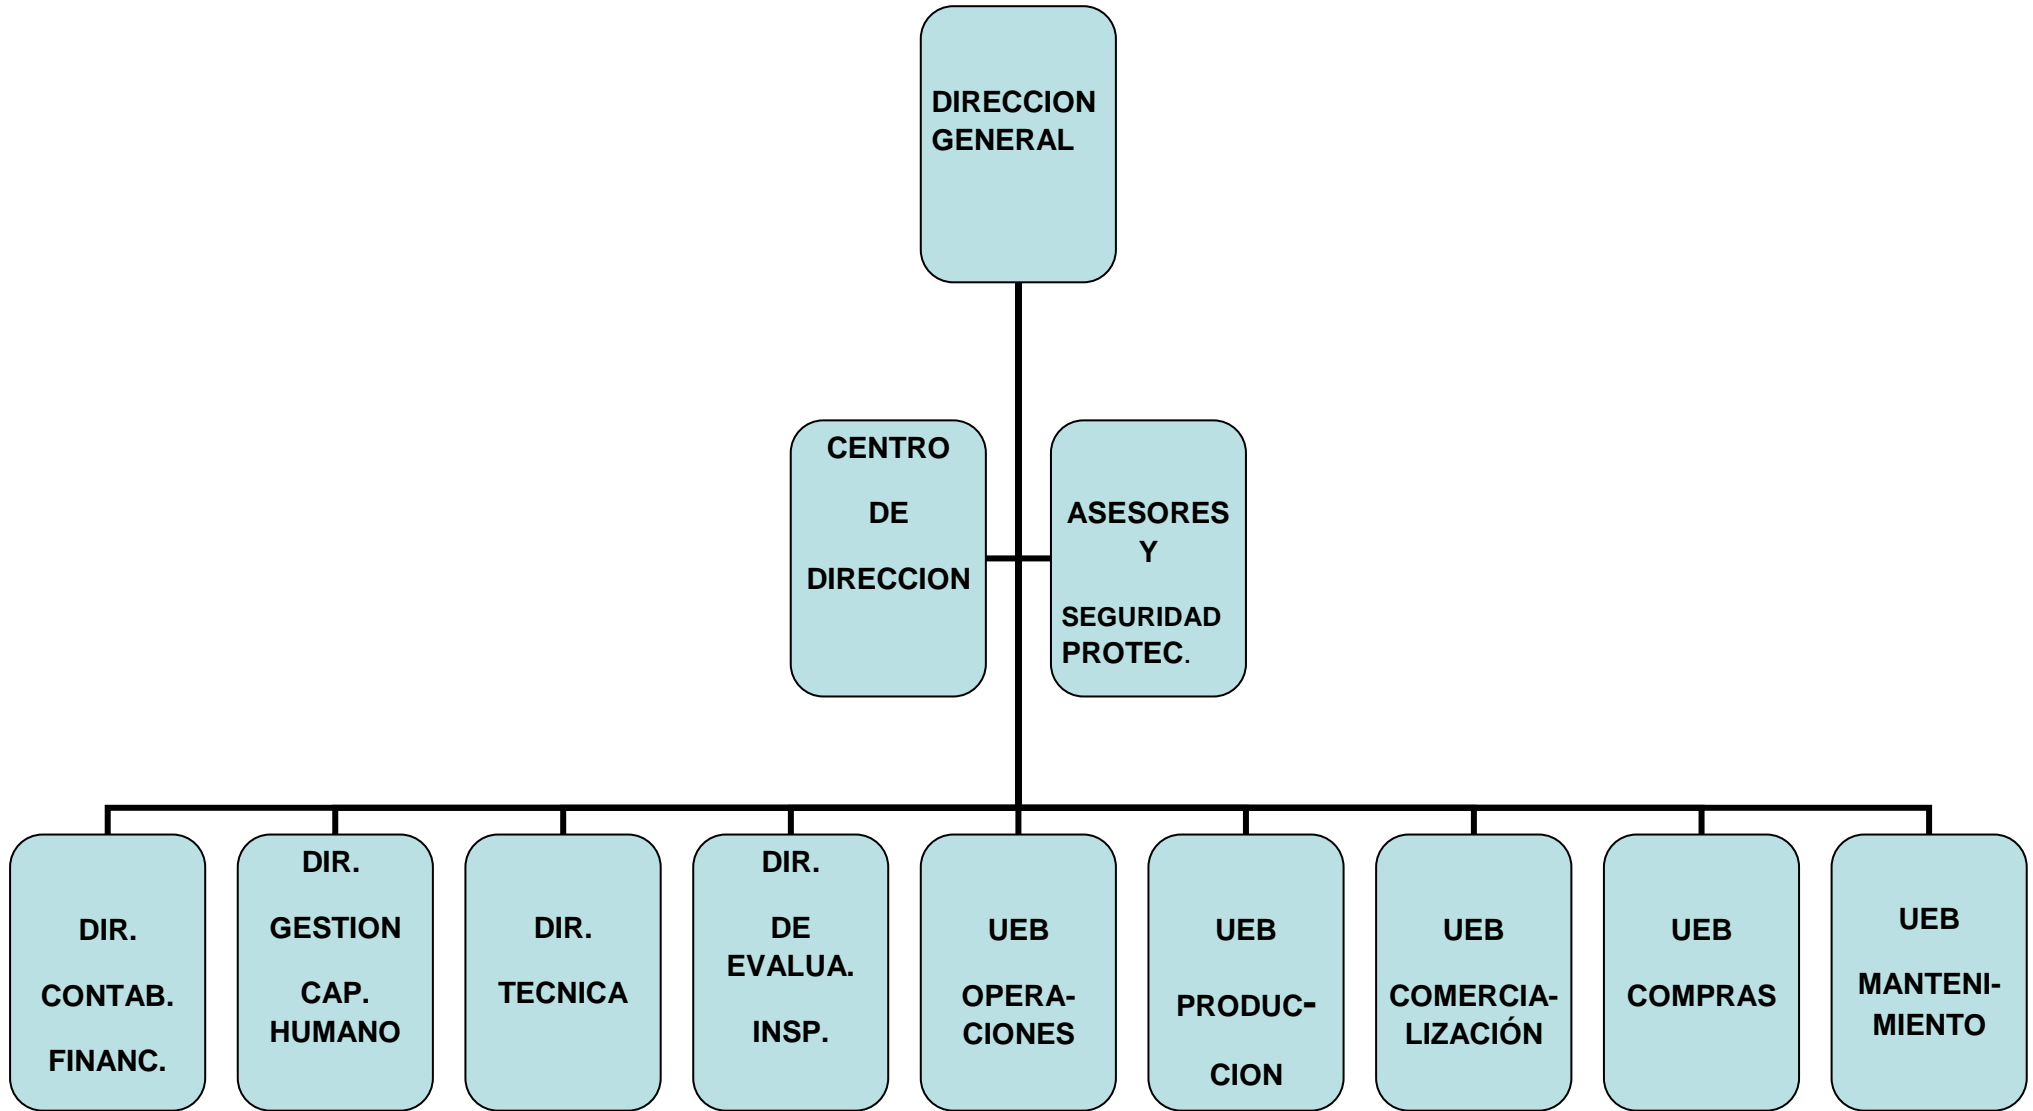 DIRECCION
GENERAL
CENTRO
DE
DIRECCION
ASESORES
Y
SEGURIDAD
PROTEC.
DIR.
CONTAB.
FINANC.
DIR.
GESTION
CAP.
HUMANO
DIR.
TECNICA
DIR.
DE
EVALUA.
INSP.
UEB
OPERA-
CIONES
UEB
PRODUC-
CION
UEB
COMERCIA-
LIZACIÓN
UEB
COMPRAS
UEB
MANTENI-
MIENTO